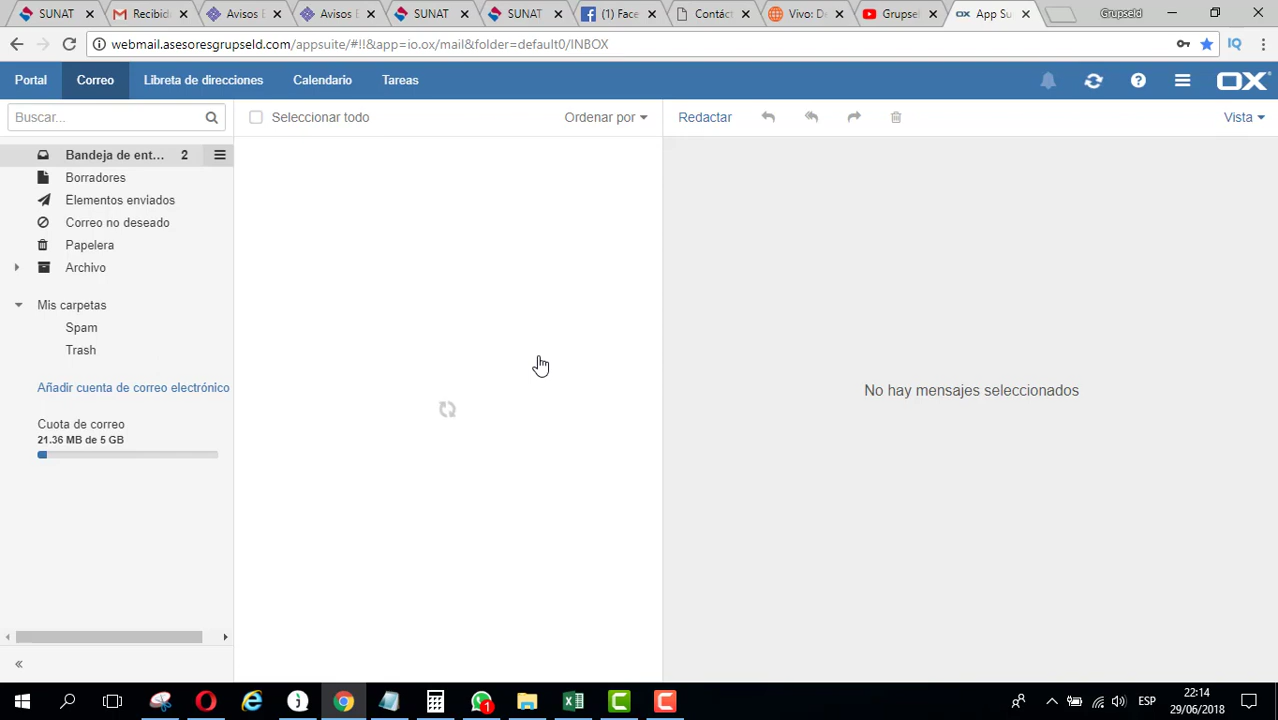 SUNAT
Recibid
Avisos E
Avisos E
SUNAT
SUNAT
(1) Face
Contáct
Vivo: De
Grupsel
App Su
Grupseld
webmail.asesoresgrupseld.com/appsuite/#!!&app=io.ox/mail&folder=default0/INBOX
Portal
Correo
Libreta de direcciones
Calendario
Tareas
OX
Buscar...
Seleccionar todo
Ordenar por
Redactar
Vista
Bandeja de ent... 2
Borradores
Elementos enviados
Correo no deseado
Papelera
Archivo
Mis carpetas
Spam
Trash
Añadir cuenta de correo electrónico
Cuota de correo
21.36 MB de 5 GB
No hay mensajes seleccionados
1
ESP
22:14
29/06/2018